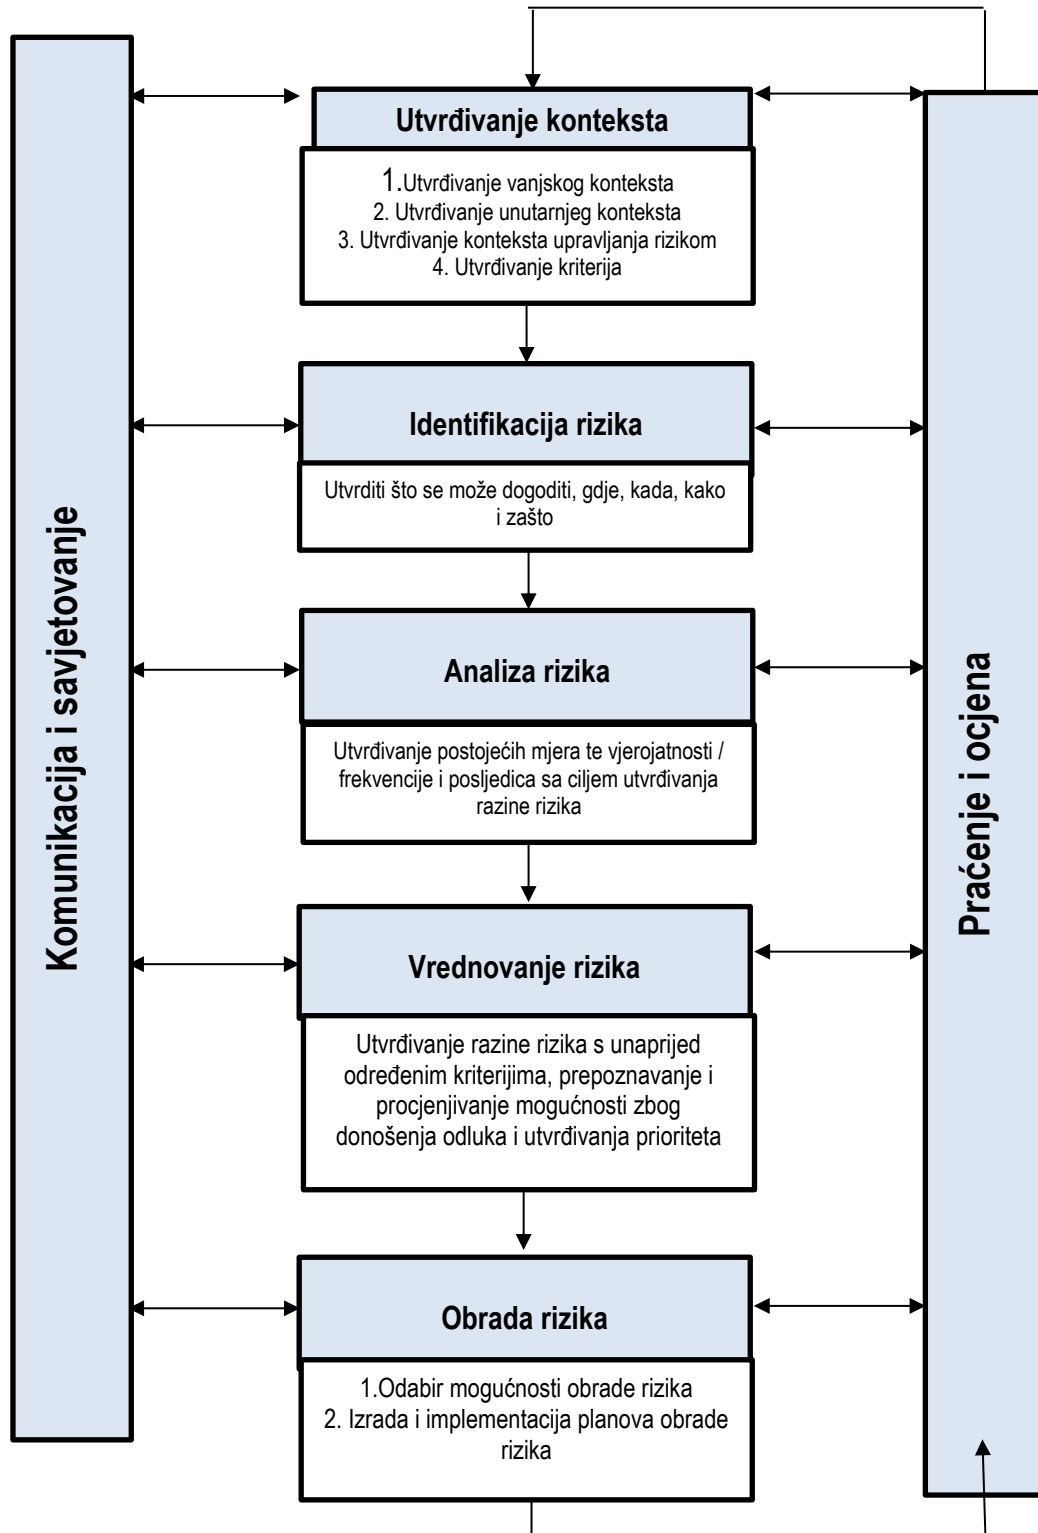 Komunikacija i savjetovanje
Utvrđivanje konteksta
1.Utvrđivanje vanjskog konteksta
2. Utvrđivanje unutarnjeg konteksta
3. Utvrđivanje konteksta upravljanja rizikom
4. Utvrđivanje kriterija
Identifikacija rizika
Utvrditi što se može dogoditi, gdje, kada, kako
i zašto
Analiza rizika
Utvrđivanje postojećih mjera te vjerojatnosti /
frekvencije i posljedica sa ciljem utvrđivanja
razine rizika
Vrednovanje rizika
Utvrđivanje razine rizika s unaprijed
određenim kriterijima, prepoznavanje i
procjenjivanje mogućnosti zbog
donošenja odluka i utvrđivanja prioriteta
Obrada rizika
1.Odabir mogućnosti obrade rizika
2. Izrada i implementacija planova obrade
rizika
Praćenje i ocjena